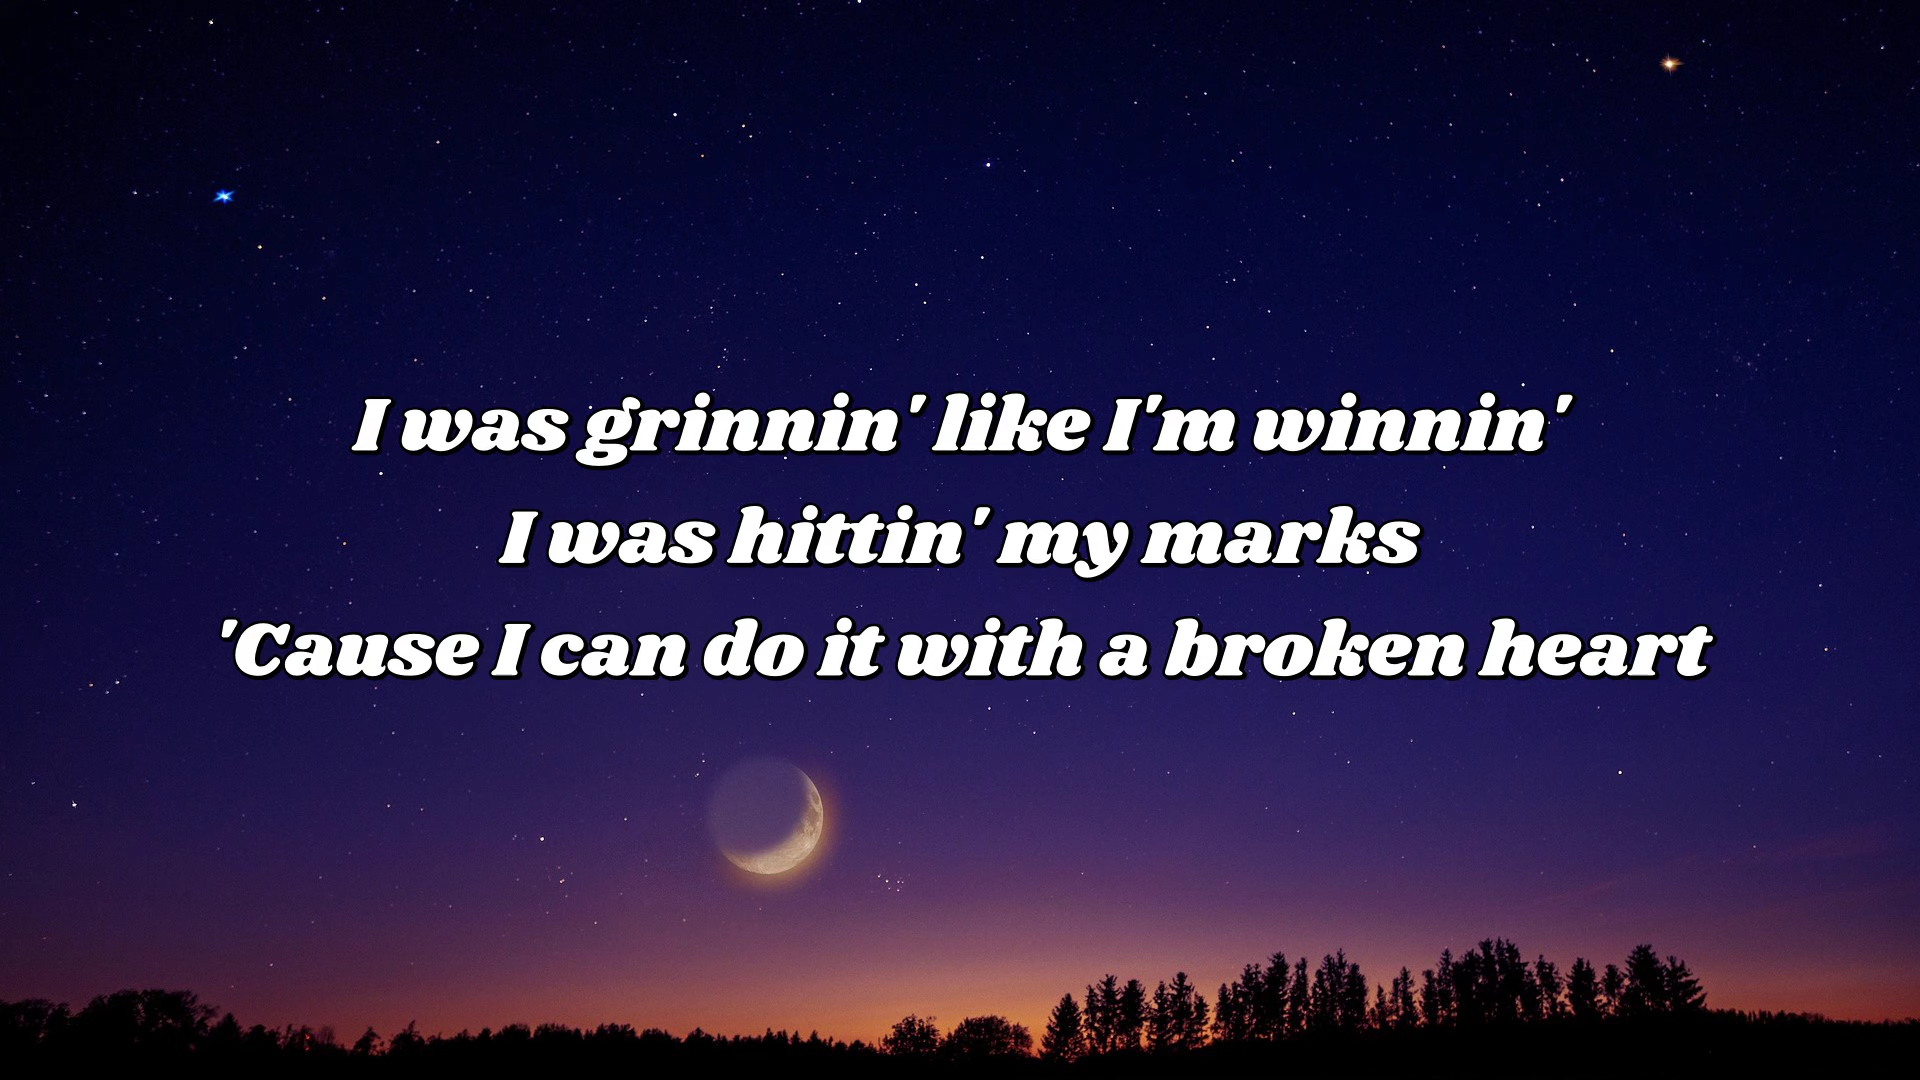 I was grinnin' like I'm winnin'
I was hittin' my marks
'Cause I can do it with a broken heart